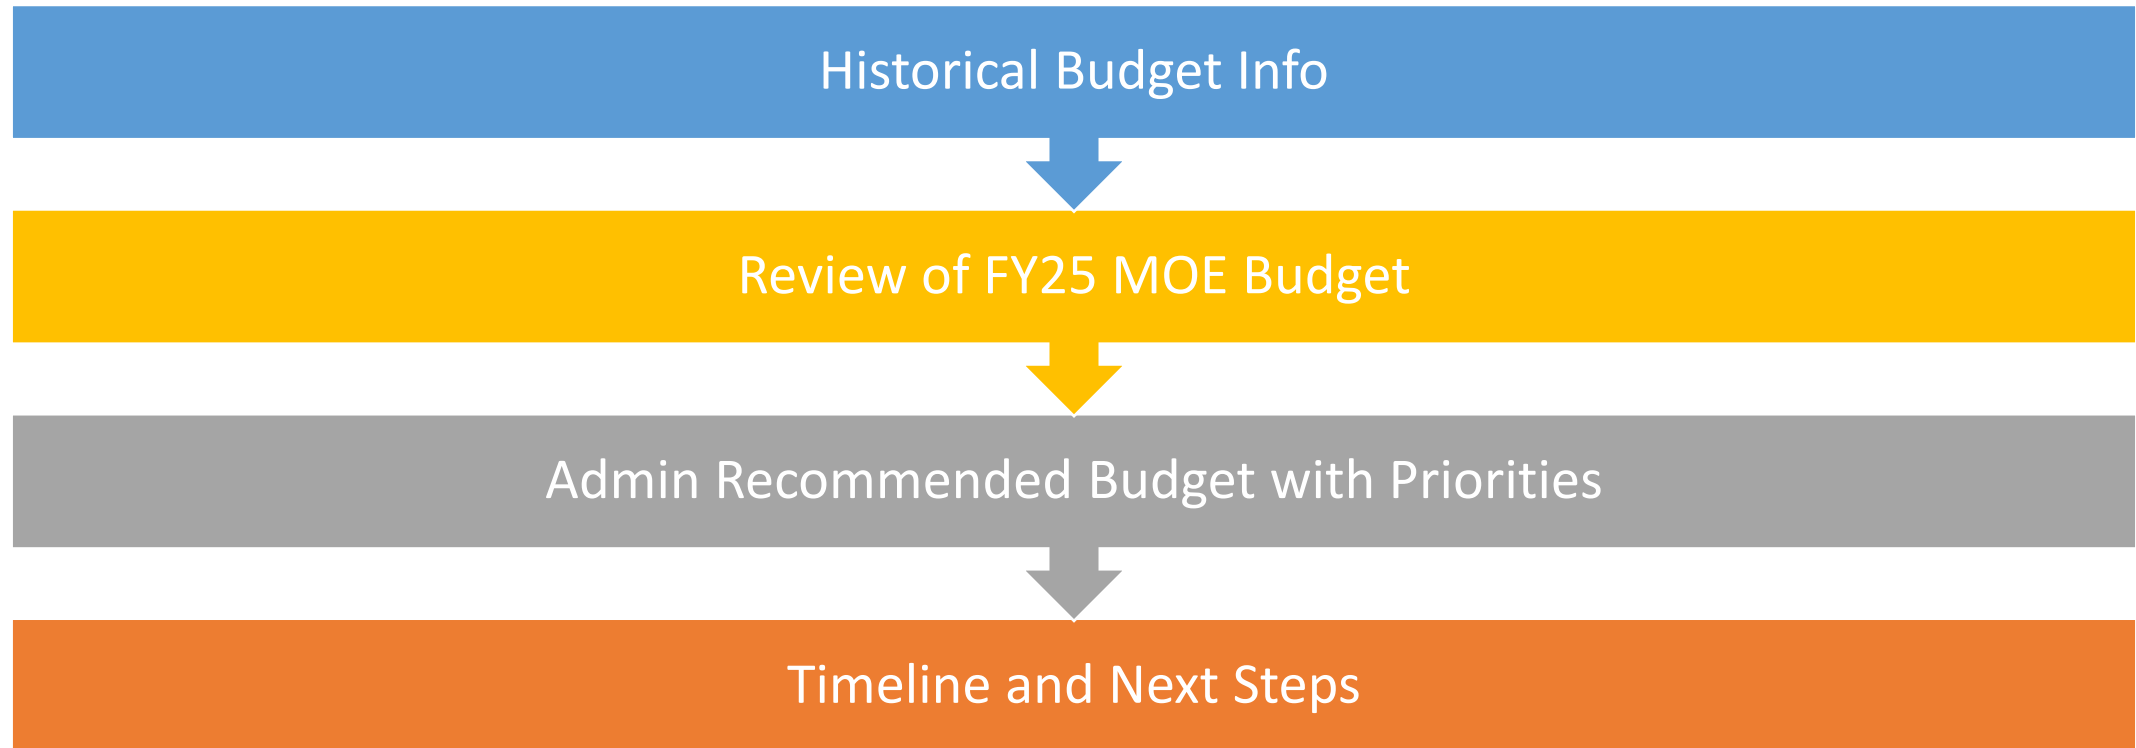 Historical Budget Info
Review of FY25 MOE Budget
Admin Recommended Budget with Priorities
Timeline and Next Steps